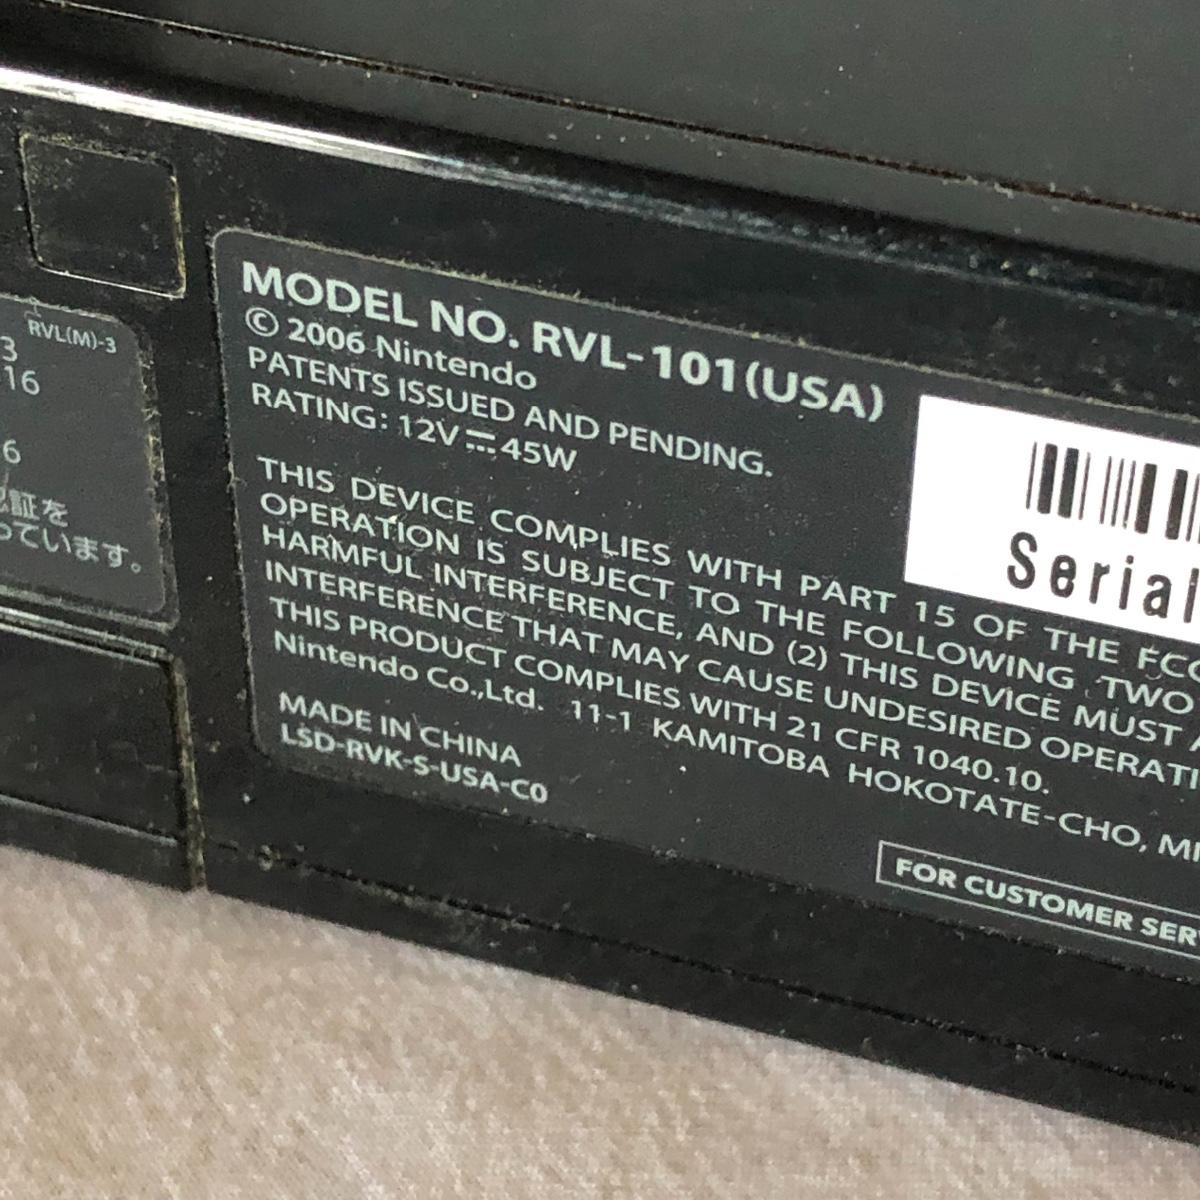 RVL(M)-3
3
16
6
認証を
っています。
MODEL NO. RVL-101(USA)
© 2006 Nintendo
PATENTS ISSUED AND PENDING.
RATING: 12V⎓45W
Serial
THIS DEVICE COMPLIES WITH PART 15 OF THE FCC
OPERATION IS SUBJECT TO THE FOLLOWING TWO
HARMFUL INTERFERENCE, AND (2) THIS DEVICE MUST
INTERFERENCE THAT MAY CAUSE UNDESIRED OPERATI
THIS PRODUCT COMPLIES WITH 21 CFR 1040.10.
Nintendo Co.,Ltd. 11-1 KAMITOBA HOKOTATE-CHO, MI
MADE IN CHINA
LSD-RVK-S-USA-C0
FOR CUSTOMER SER